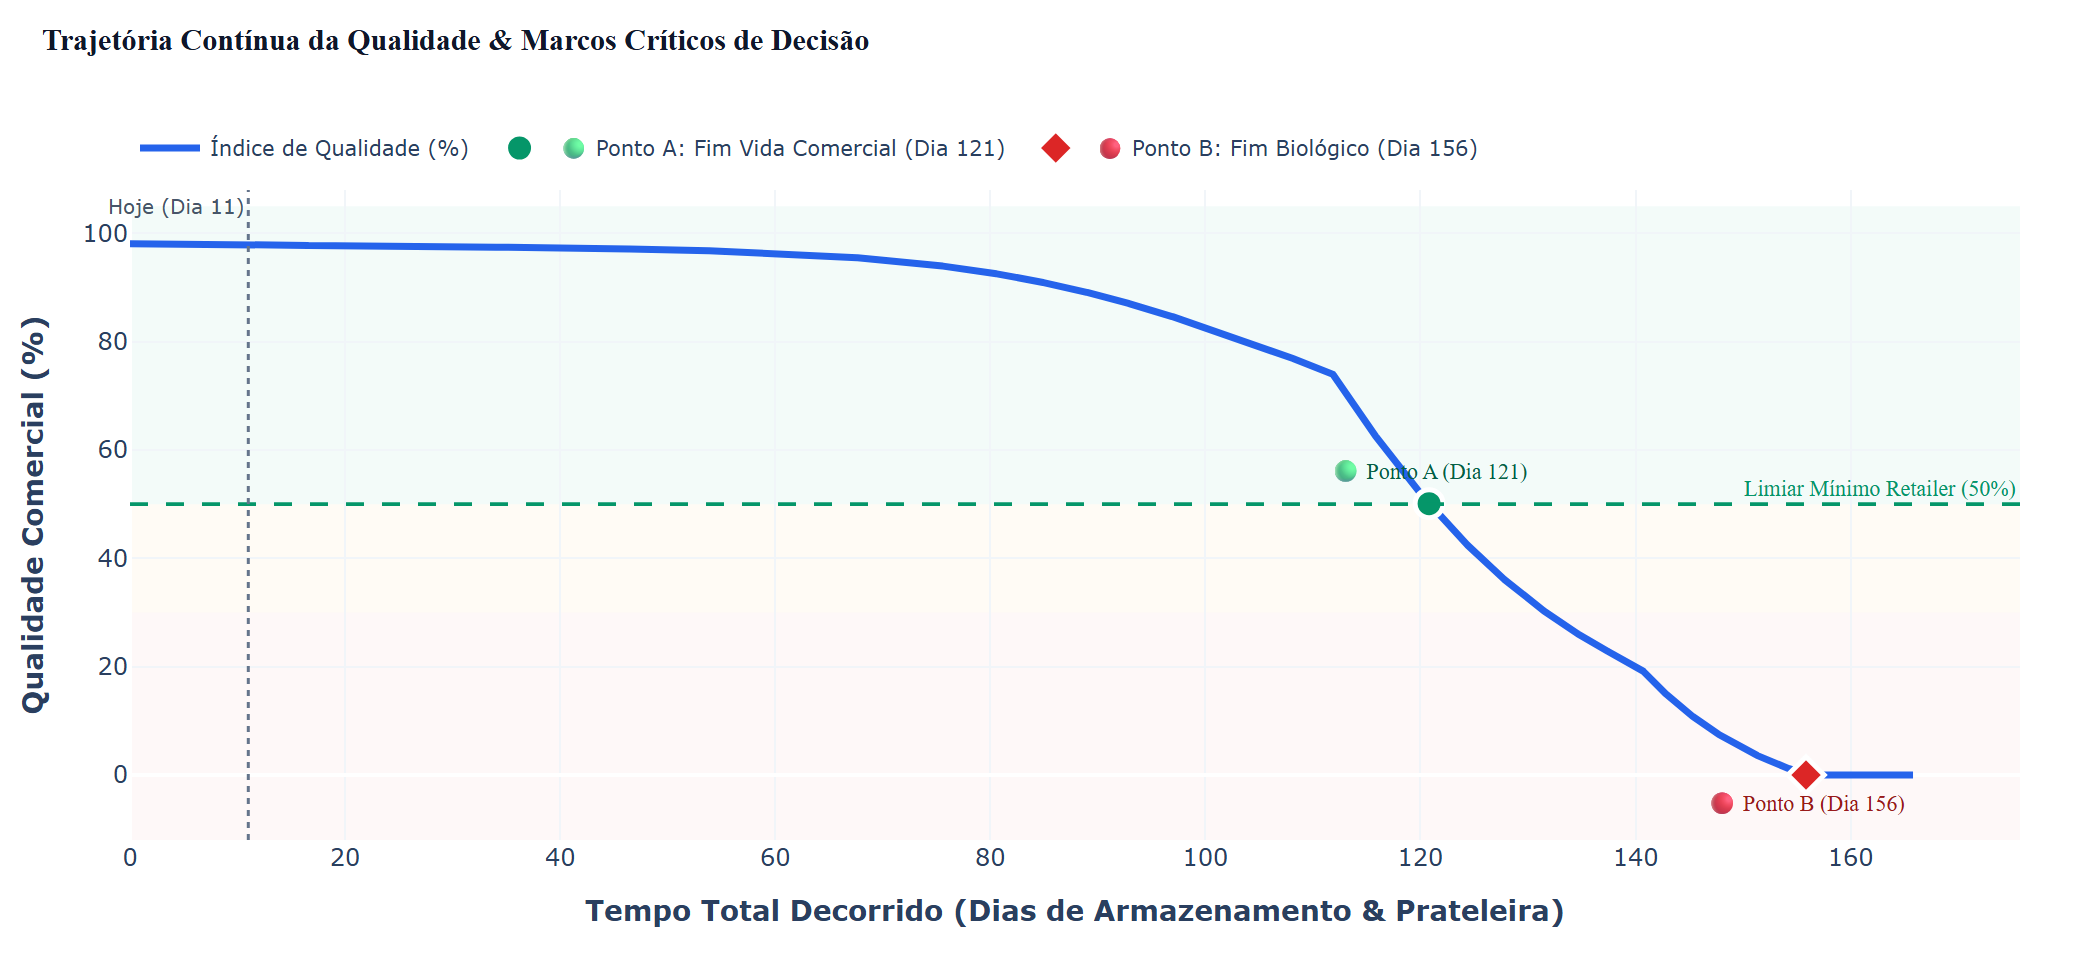 Trajetória Contínua da Qualidade & Marcos Críticos de Decisão
Índice de Qualidade (%)
Ponto A: Fim Vida Comercial (Dia 121)
Ponto B: Fim Biológico (Dia 156)
Hoje (Dia 11)
100
80
60
40
20
0
Qualidade Comercial (%)
Ponto A (Dia 121)
Limiar Mínimo Retailer (50%)
Ponto B (Dia 156)
0 20 40 60 80 100 120 140 160
Tempo Total Decorrido (Dias de Armazenamento & Prateleira)